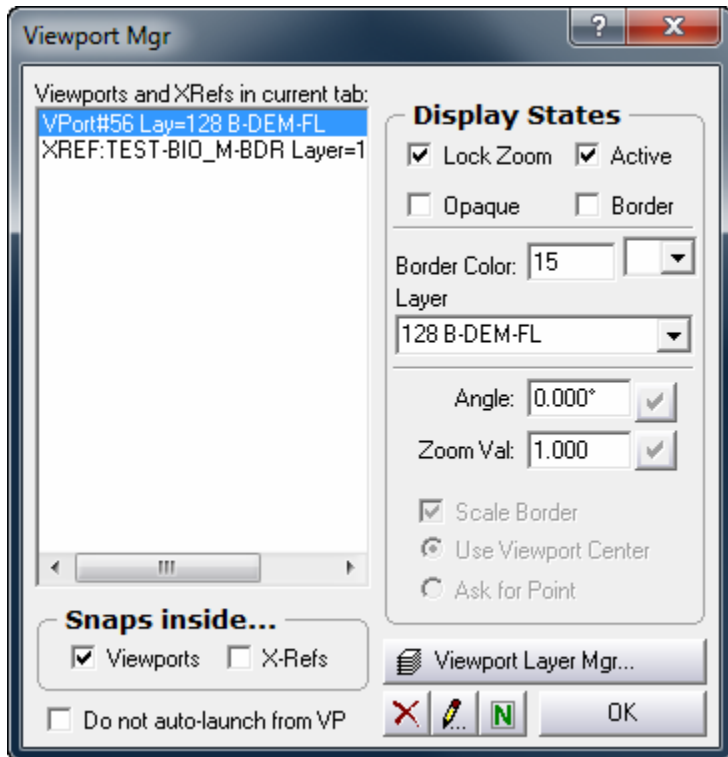 Viewport Mgr
Viewports and XRefs in current tab:
VPort#56 Lay=128 B-DEM-FL
XREF:TEST-BIO_M-BDR Layer=1
Display States
Lock Zoom Active
Opaque Border
Border Color: 15
Layer
128 B-DEM-FL
Angle: 0.000°
Zoom Val: 1.000
Scale Border
Use Viewport Center
Ask for Point
Snaps inside...
Viewports X-Refs
Viewport Layer Mgr...
Do not auto-launch from VP
N
OK